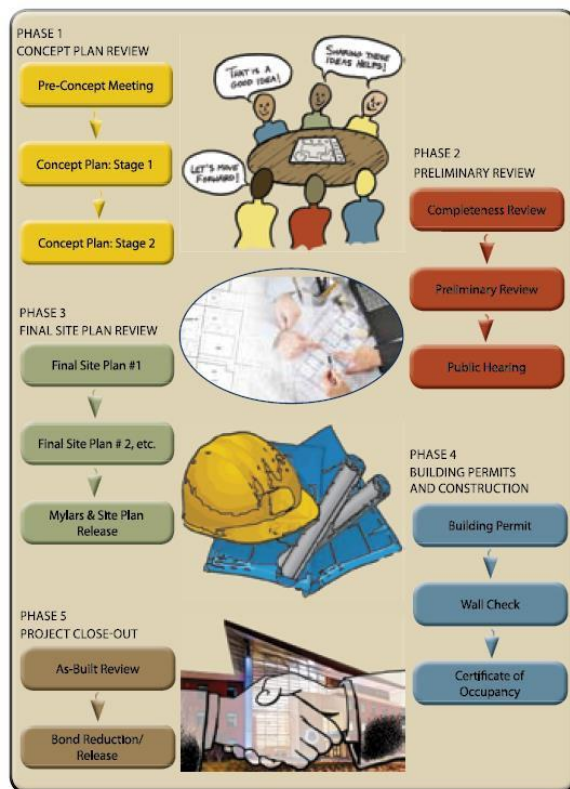 PHASE 1
CONCEPT PLAN REVIEW
Pre-Concept Meeting
Concept Plan: Stage 1
Concept Plan: Stage 2
THAT IS A
GOOD IDEA!
SHARING THESE
IDEAS HELPS!
LET'S MOVE
FORWARD!
PHASE 2
PRELIMINARY REVIEW
Completeness Review
Preliminary Review
Public Hearing
PHASE 3
FINAL SITE PLAN REVIEW
Final Site Plan #1
Final Site Plan # 2, etc.
Mylars & Site Plan
Release
PHASE 4
BUILDING PERMITS
AND CONSTRUCTION
Building Permit
Wall Check
Certificate of
Occupancy
PHASE 5
PROJECT CLOSE-OUT
As-Built Review
Bond Reduction/
Release